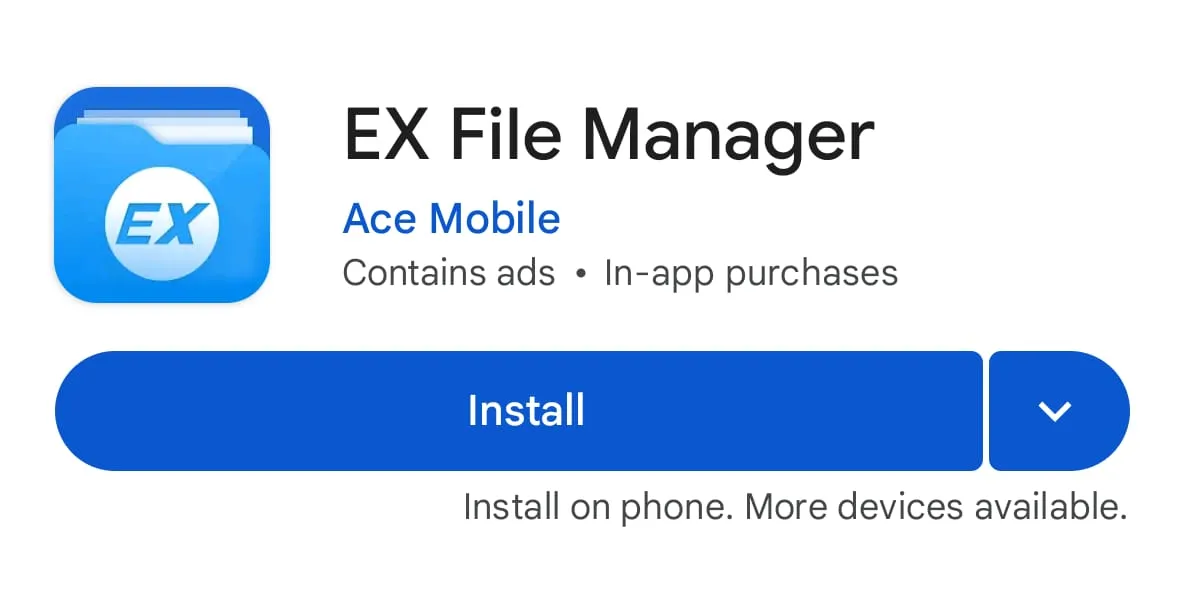 EX File Manager
EX
Ace Mobile
Contains ads • In-app purchases
Install
Install on phone. More devices available.